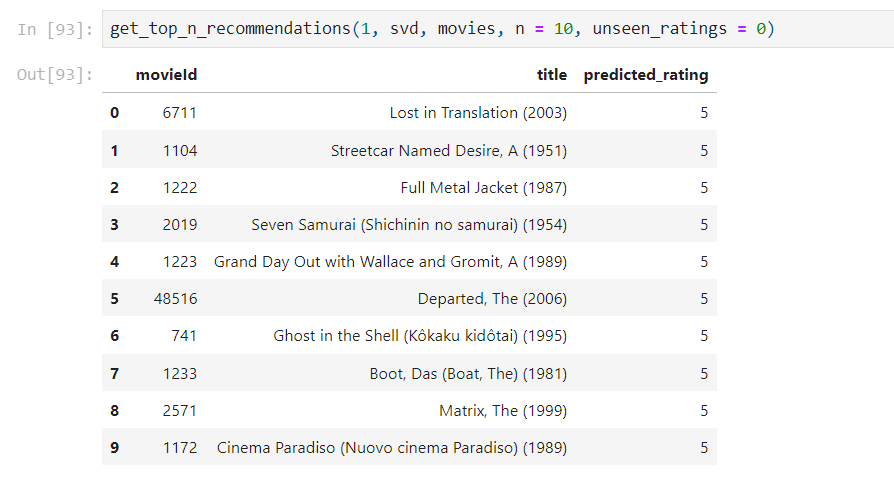 In [93]: get_top_n_recommendations(1, svd, movies, n = 10, unseen_ratings = 0)
Out[93]: movieId title predicted_rating
0 6711 Lost in Translation (2003) 5
1 1104 Streetcar Named Desire, A (1951) 5
2 1222 Full Metal Jacket (1987) 5
3 2019 Seven Samurai (Shichinin no samurai) (1954) 5
4 1223 Grand Day Out with Wallace and Gromit, A (1989) 5
5 48516 Departed, The (2006) 5
6 741 Ghost in the Shell (Kôkaku kidôtai) (1995) 5
7 1233 Boot, Das (Boat, The) (1981) 5
8 2571 Matrix, The (1999) 5
9 1172 Cinema Paradiso (Nuovo cinema Paradiso) (1989) 5